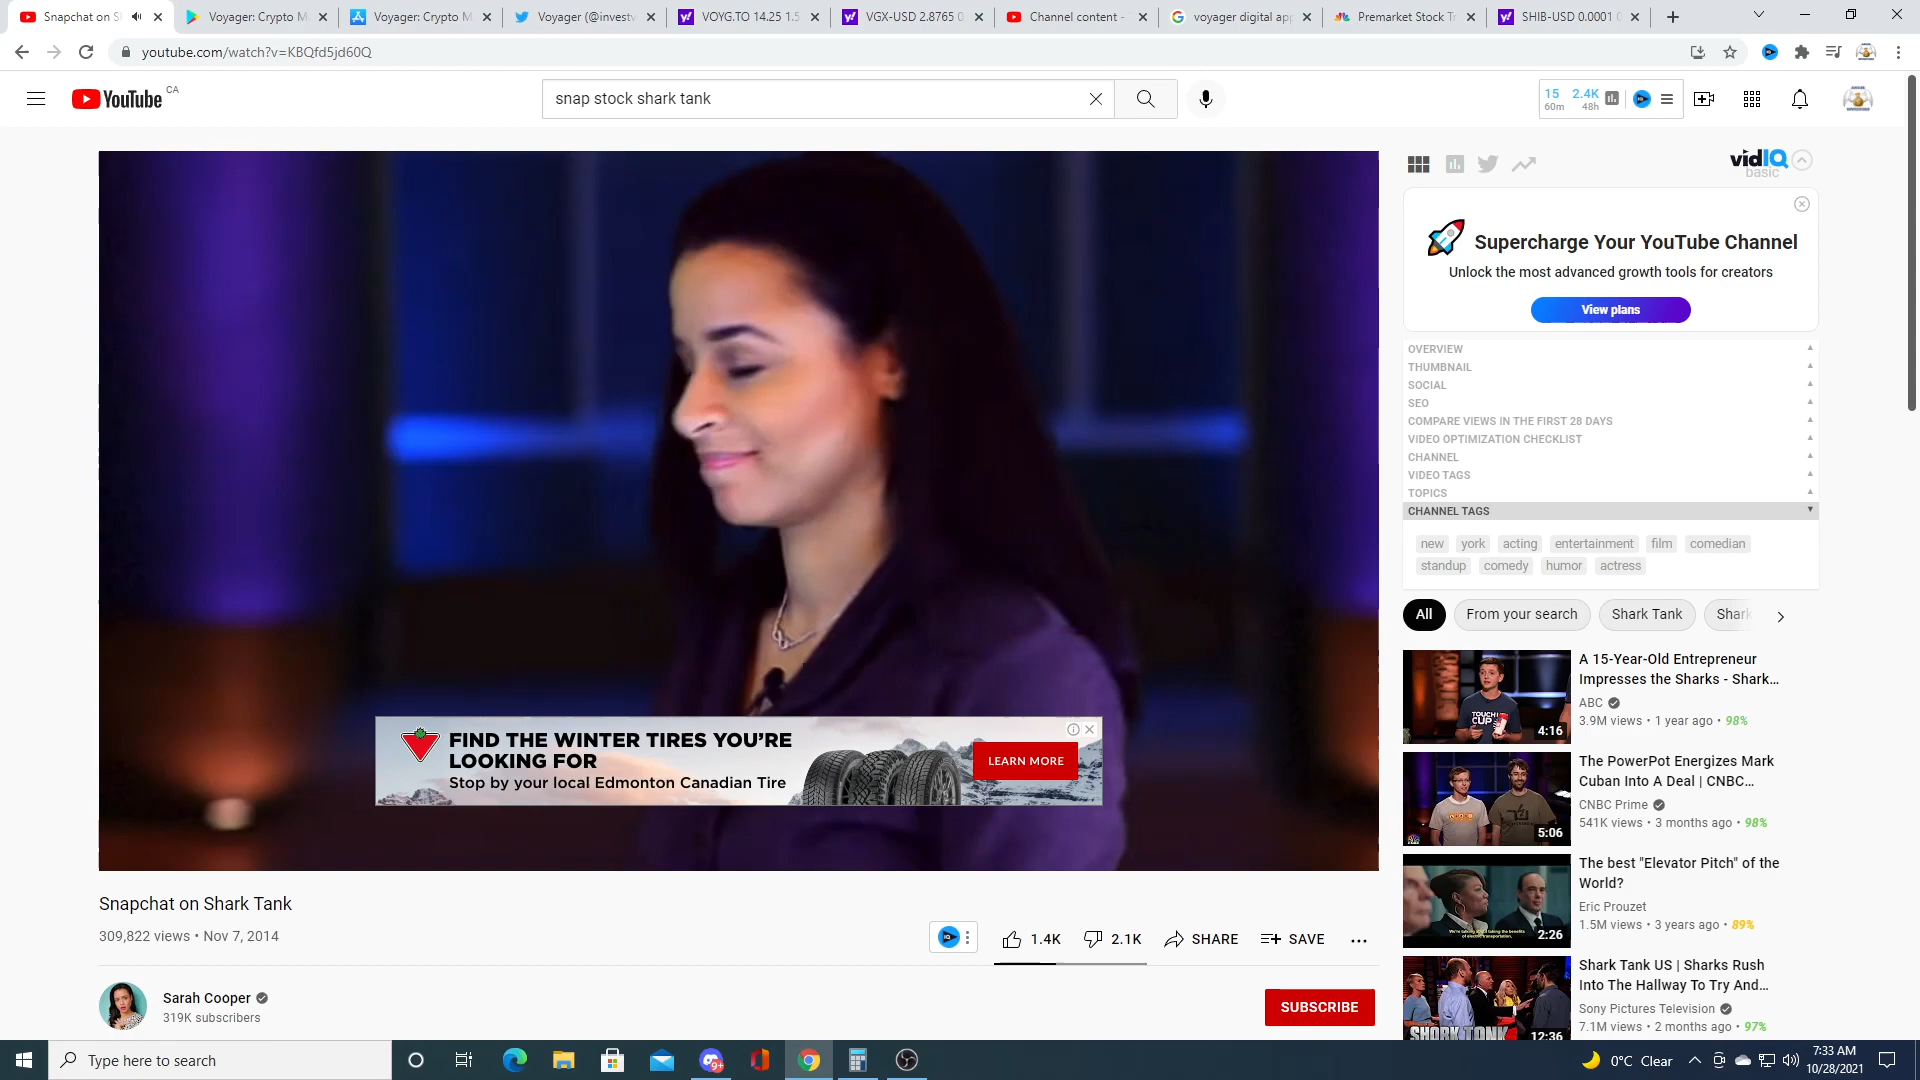 Snapchat on S
Voyager: Crypto M
Voyager: Crypto M
Voyager (@investv
VOYG.TO 14.25 1.5
VGX-USD 2.8765 0
Channel content -
voyager digital app
Premarket Stock Tr
SHIB-USD 0.0001 0
youtube.com/watch?v=KBQfd5jd60Q
YouTube CA
snap stock shark tank
15 2.4K
60m 48h
vidIQ
basic
Supercharge Your YouTube Channel
Unlock the most advanced growth tools for creators
View plans
OVERVIEW
THUMBNAIL
SOCIAL
SEO
COMPARE VIEWS IN THE FIRST 28 DAYS
VIDEO OPTIMIZATION CHECKLIST
CHANNEL
VIDEO TAGS
TOPICS
CHANNEL TAGS
new york acting entertainment film comedian
standup comedy humor actress
All From your search Shark Tank Shark
A 15-Year-Old Entrepreneur
Impresses the Sharks - Shark...
ABC
3.9M views • 1 year ago • 98%
TOUCH
CUP
4:16
The PowerPot Energizes Mark
Cuban Into A Deal | CNBC...
CNBC Prime
541K views • 3 months ago • 98%
5:06
The best "Elevator Pitch" of the
World?
Eric Prouzet
1.5M views • 3 years ago • 89%
2:26
Shark Tank US | Sharks Rush
Into The Hallway To Try And...
Sony Pictures Television
7.1M views • 2 months ago • 97%
SHARK TANK
12:36
FIND THE WINTER TIRES YOU'RE
LOOKING FOR
Stop by your local Edmonton Canadian Tire
LEARN MORE
Snapchat on Shark Tank
309,822 views • Nov 7, 2014
IQ
1.4K 2.1K SHARE SAVE ...
Sarah Cooper
319K subscribers
SUBSCRIBE
Type here to search
9+
0°C Clear
7:33 AM
10/28/2021